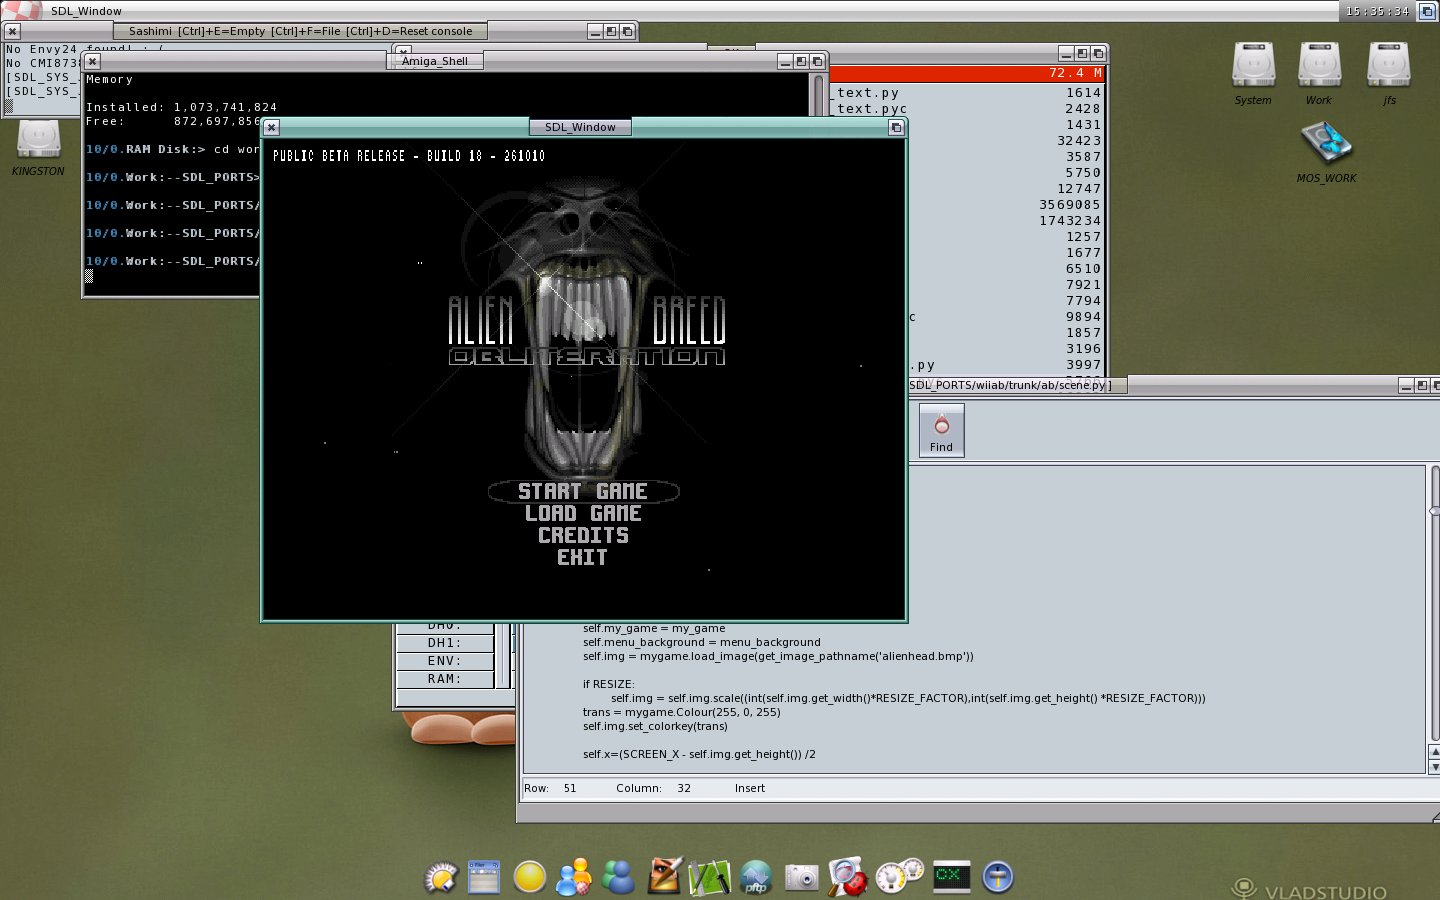 SDL_Window
15:35:34
Sashimi [Ctrl]+E=Empty [Ctrl]+F=File [Ctrl]+D=Reset console
No Envy24 found! :(
No CMI873
[SDL_SYS_
[SDL_SYS_
Amiga_Shell
Memory
Installed: 1,073,741,824
Free: 872,697,856
10/0.RAM Disk:> cd wor
10/0.Work:--SDL_PORTS>
10/0.Work:--SDL_PORTS/
10/0.Work:--SDL_PORTS/
10/0.Work:--SDL_PORTS/
72.4 M
_text.py 1614
_text.pyc 2428
1431
32423
3587
5750
12747
3569085
1743234
1257
1677
6510
7921
7794
c 9894
1857
3196
.py 3997
System
Work
jfs
MOS_WORK
KINGSTON
SDL_Window
PUBLIC BETA RELEASE - BUILD 18 - 261010
ALIEN BREED
OBLITERATION
START GAME
LOAD GAME
CREDITS
EXIT
SDL_PORTS/wiiab/trunk/ab/scene.py ]
Find
DH0:
DH1:
ENV:
RAM:
self.my_game = my_game
self.menu_background = menu_background
self.img = mygame.load_image(get_image_pathname('alienhead.bmp'))
if RESIZE:
self.img = self.img.scale((int(self.img.get_width()*RESIZE_FACTOR),int(self.img.get_height() *RESIZE_FACTOR)))
trans = mygame.Colour(255, 0, 255)
self.img.set_colorkey(trans)
self.x=(SCREEN_X - self.img.get_height()) /2
Row: 51 Column: 32 Insert
pftp
CX
VLADSTUDIO